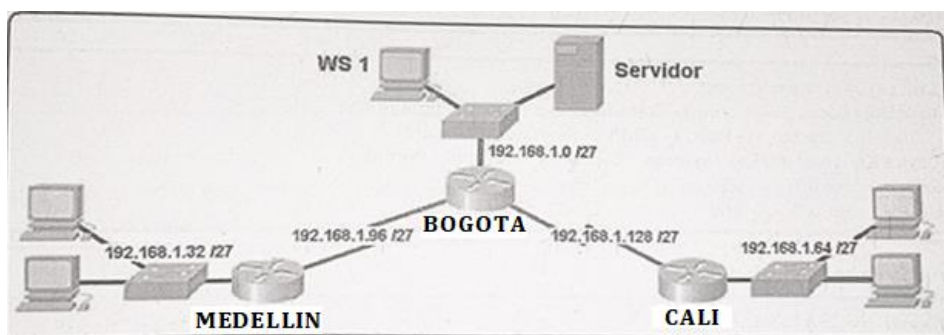 WS 1
Servidor
192.168.1.0 /27
BOGOTA
192.168.1.32 /27
192.168.1.96 /27
192.168.1.128 /27
192.168.1.64 /27
MEDELLIN
CALI